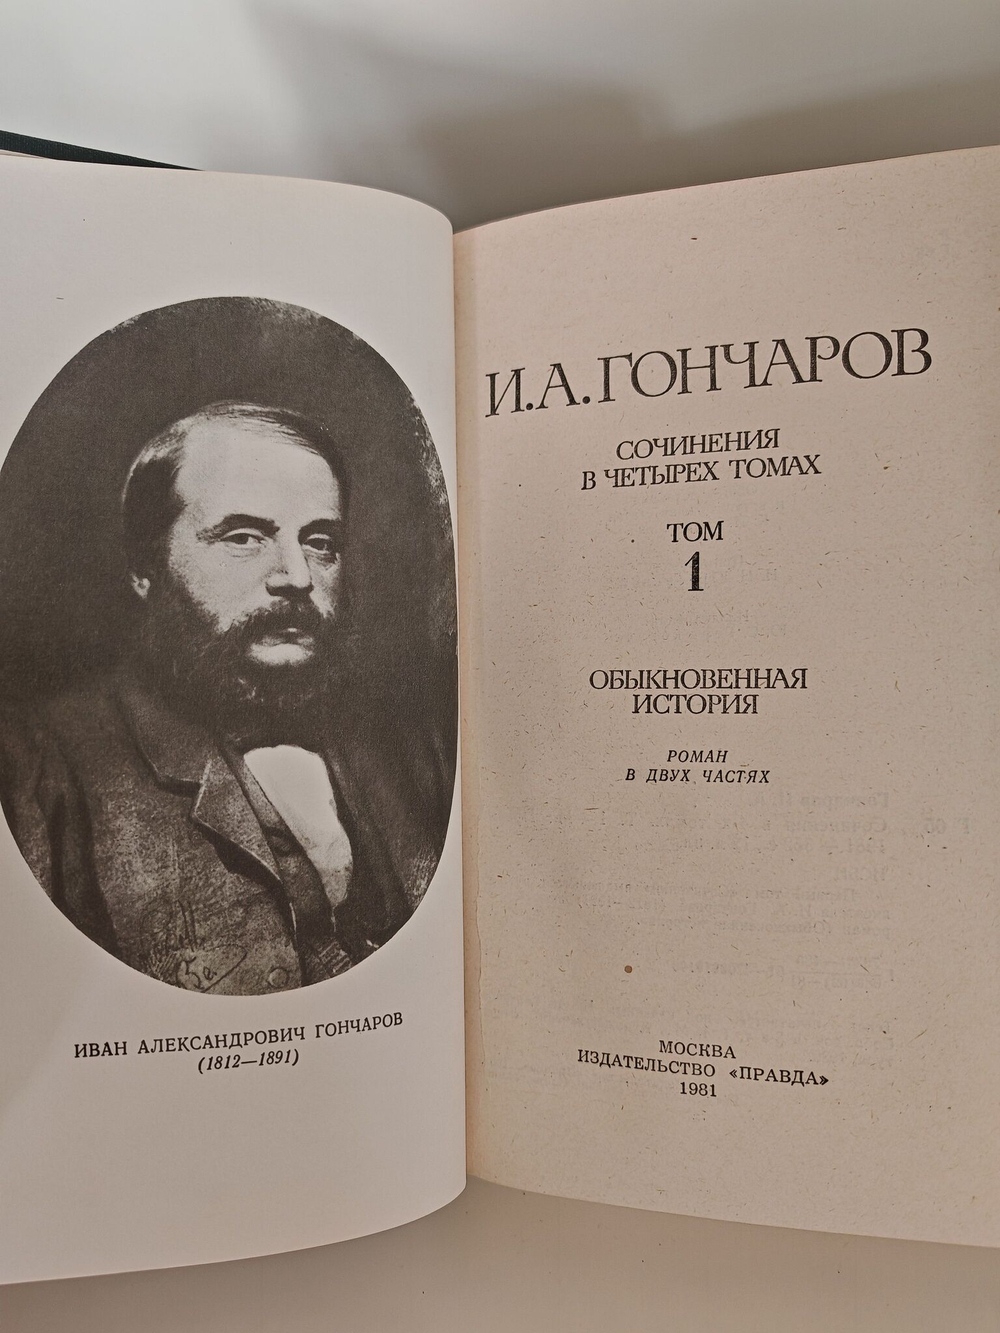 ИВАН АЛЕКСАНДРОВИЧ ГОНЧАРОВ
(1812—1891)
И.А.ГОНЧАРОВ
СОЧИНЕНИЯ
В ЧЕТЫРЕХ ТОМАХ
ТОМ
1
ОБЫКНОВЕННАЯ
ИСТОРИЯ
РОМАН
В ДВУХ ЧАСТЯХ
МОСКВА
ИЗДАТЕЛЬСТВО «ПРАВДА»
1981